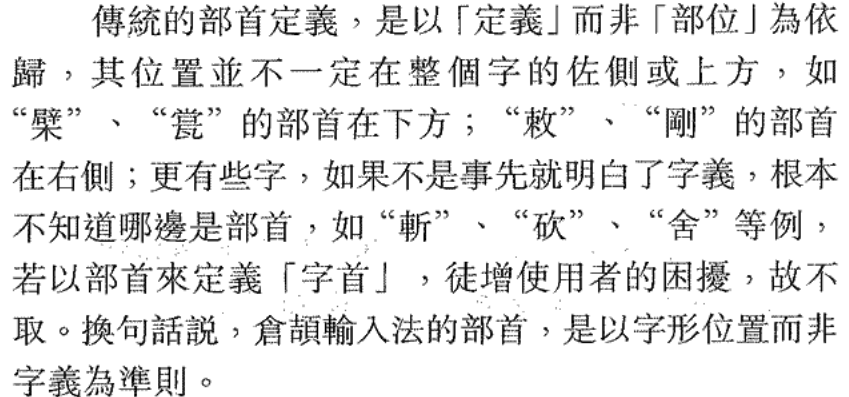 傳統的部首定義，是以「定義」而非「部位」為依
歸，其位置並不一定在整個字的佐側或上方，如
“檗”、“瓮”的部首在下方；“敕”、“剛”的部首
在右側；更有些字，如果不是事先就明白了字義，根本
不知道哪邊是部首，如“斬”、“砍”、“舍”等例，
若以部首來定義「字首」，徒增使用者的困擾，故不
取。換句話説，倉頡輸入法的部首，是以字形位置而非
字義為準則。